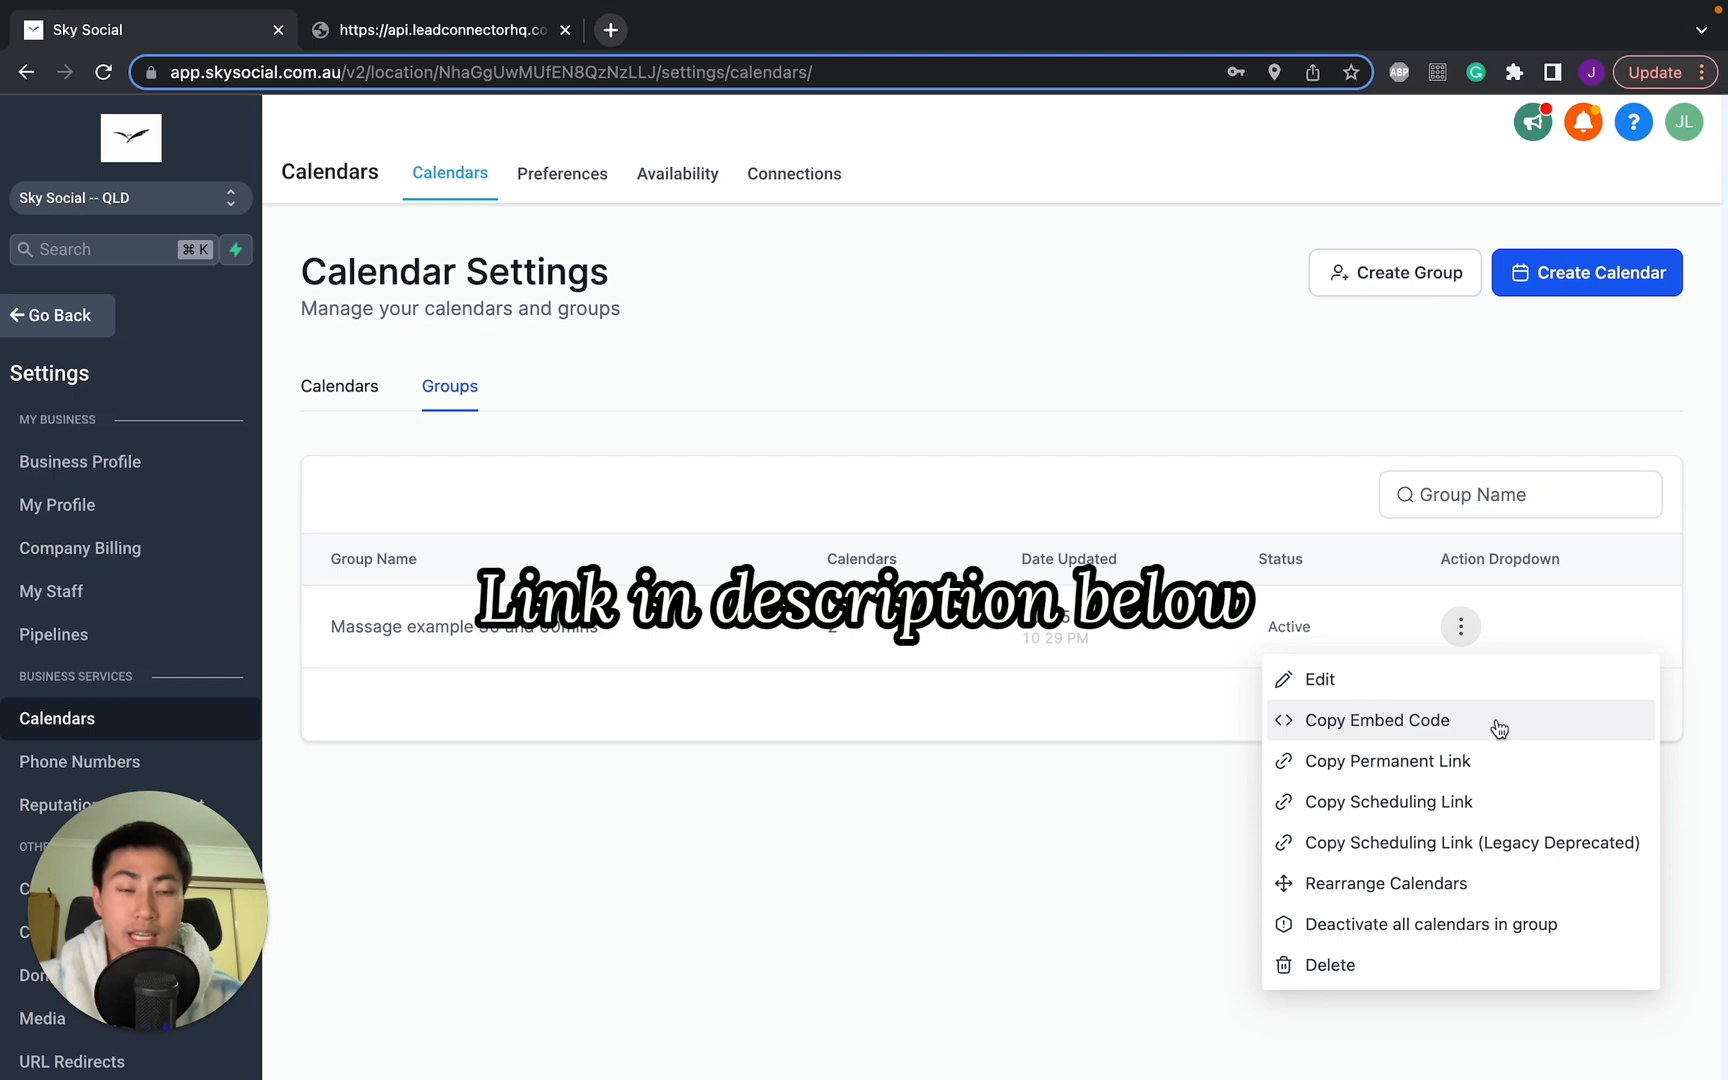 Sky Social
https://api.leadconnectorhq.co
app.skysocial.com.au/v2/location/NhaGgUwMUfEN8QzNzLLJ/settings/calendars/
ABP
J
Update
JL
Sky Social -- QLD
Search
⌘ K
Go Back
Settings
MY BUSINESS
Business Profile
My Profile
Company Billing
My Staff
Pipelines
BUSINESS SERVICES
Calendars
Phone Numbers
Media
URL Redirects
Calendars
Calendars
Preferences
Availability
Connections
Calendar Settings
Manage your calendars and groups
Create Group
Create Calendar
Calendars
Groups
Group Name
Group Name
Calendars
Date Updated
Status
Action Dropdown
Massage example
10 29 PM
Active
Link in description below
Edit
Copy Embed Code
Copy Permanent Link
Copy Scheduling Link
Copy Scheduling Link (Legacy Deprecated)
Rearrange Calendars
Deactivate all calendars in group
Delete